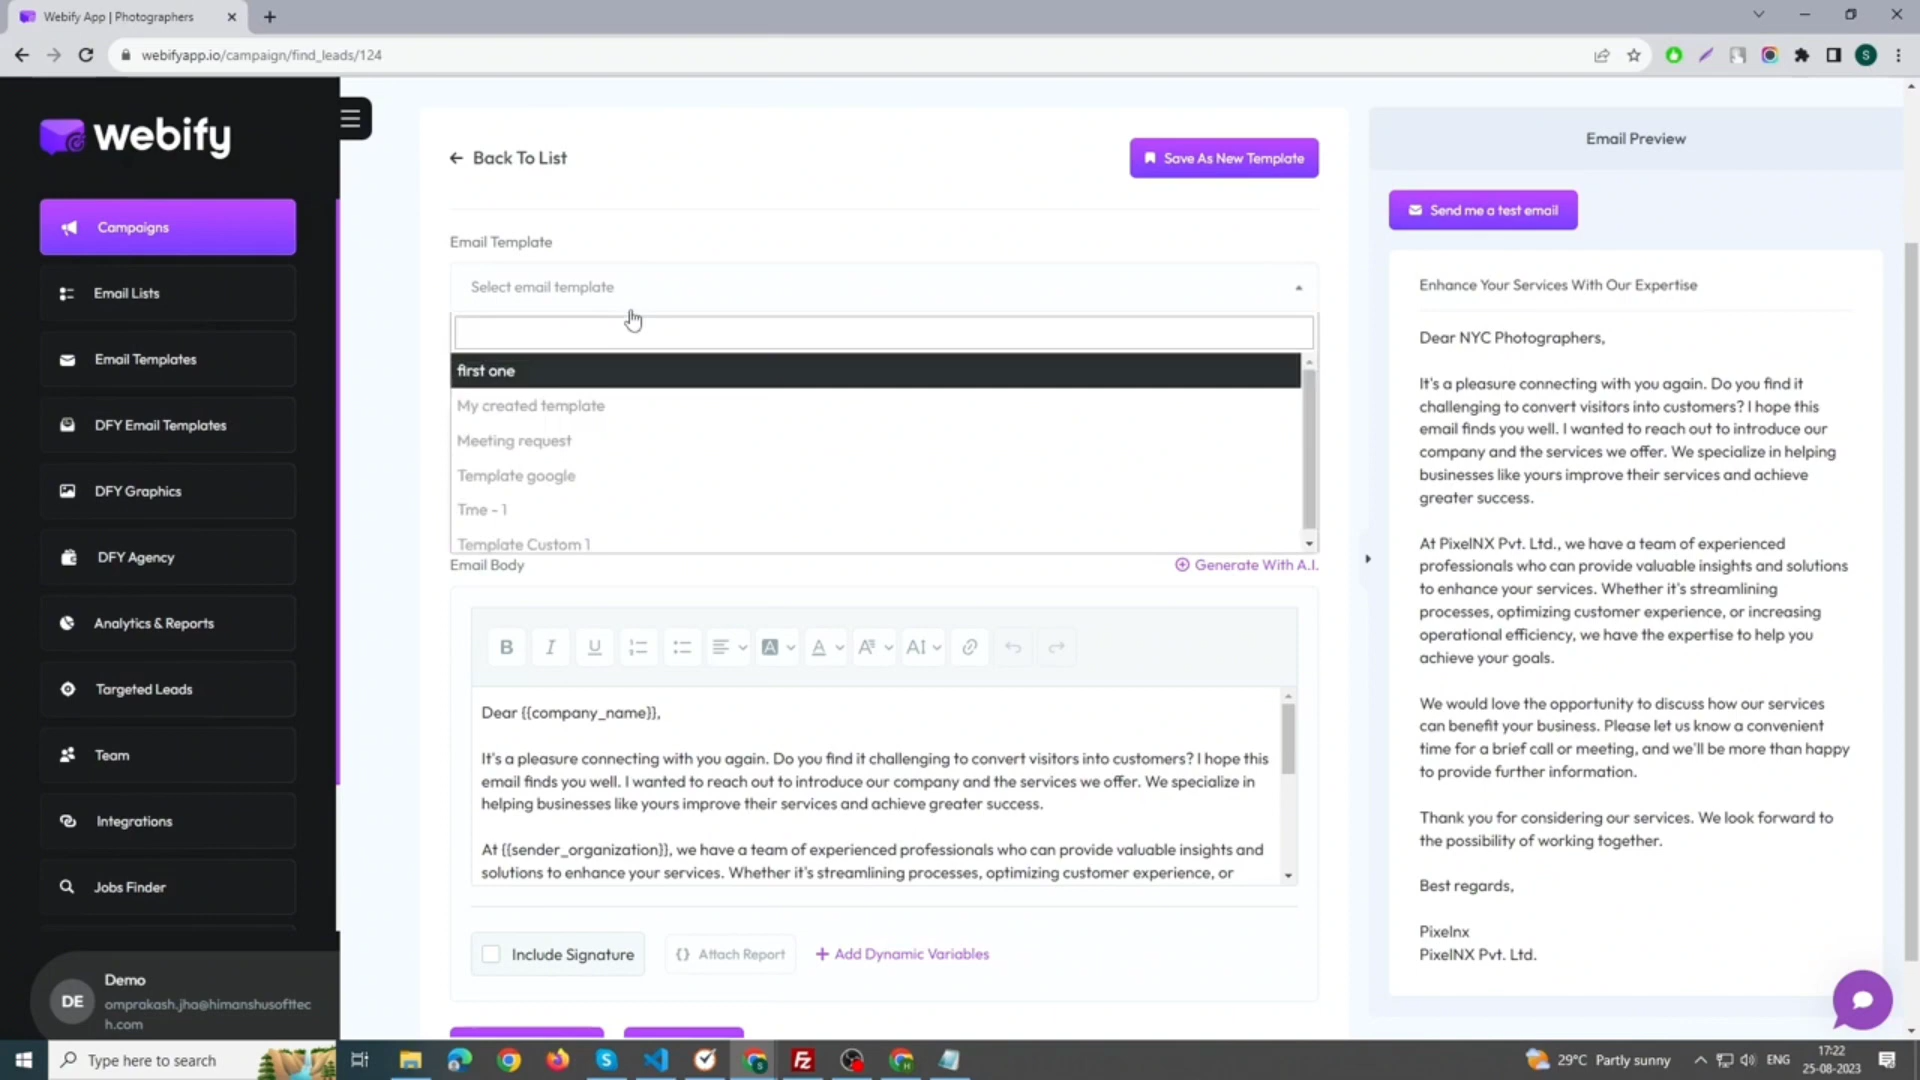 Webify App | Photographers
webifyapp.io/campaign/find_leads/124
S
webify
Campaigns
Email Lists
Email Templates
DFY Email Templates
DFY Graphics
DFY Agency
Analytics & Reports
Targeted Leads
Team
Integrations
Jobs Finder
DE
Demo
omprakash.jha@himanshusofttec
h.com
Back To List
Save As New Template
Email Template
Select email template
first one
My created template
Meeting request
Template google
Tme - 1
Template Custom 1
Email Body
Generate With A.I.
B I U A A A AI
Dear {{company_name}},
It's a pleasure connecting with you again. Do you find it challenging to convert visitors into customers? I hope this
email finds you well. I wanted to reach out to introduce our company and the services we offer. We specialize in
helping businesses like yours improve their services and achieve greater success.
At {{sender_organization}}, we have a team of experienced professionals who can provide valuable insights and
solutions to enhance your services. Whether it's streamlining processes, optimizing customer experience, or
Include Signature
{} Attach Report
+ Add Dynamic Variables
Email Preview
Send me a test email
Enhance Your Services With Our Expertise
Dear NYC Photographers,
It's a pleasure connecting with you again. Do you find it
challenging to convert visitors into customers? I hope this
email finds you well. I wanted to reach out to introduce our
company and the services we offer. We specialize in helping
businesses like yours improve their services and achieve
greater success.
At PixelNX Pvt. Ltd., we have a team of experienced
professionals who can provide valuable insights and solutions
to enhance your services. Whether it's streamlining
processes, optimizing customer experience, or increasing
operational efficiency, we have the expertise to help you
achieve your goals.
We would love the opportunity to discuss how our services
can benefit your business. Please let us know a convenient
time for a brief call or meeting, and we'll be more than happy
to provide further information.
Thank you for considering our services. We look forward to
the possibility of working together.
Best regards,
Pixelnx
PixelNX Pvt. Ltd.
Type here to search
29°C Partly sunny
ENG
17:22
25-08-2023